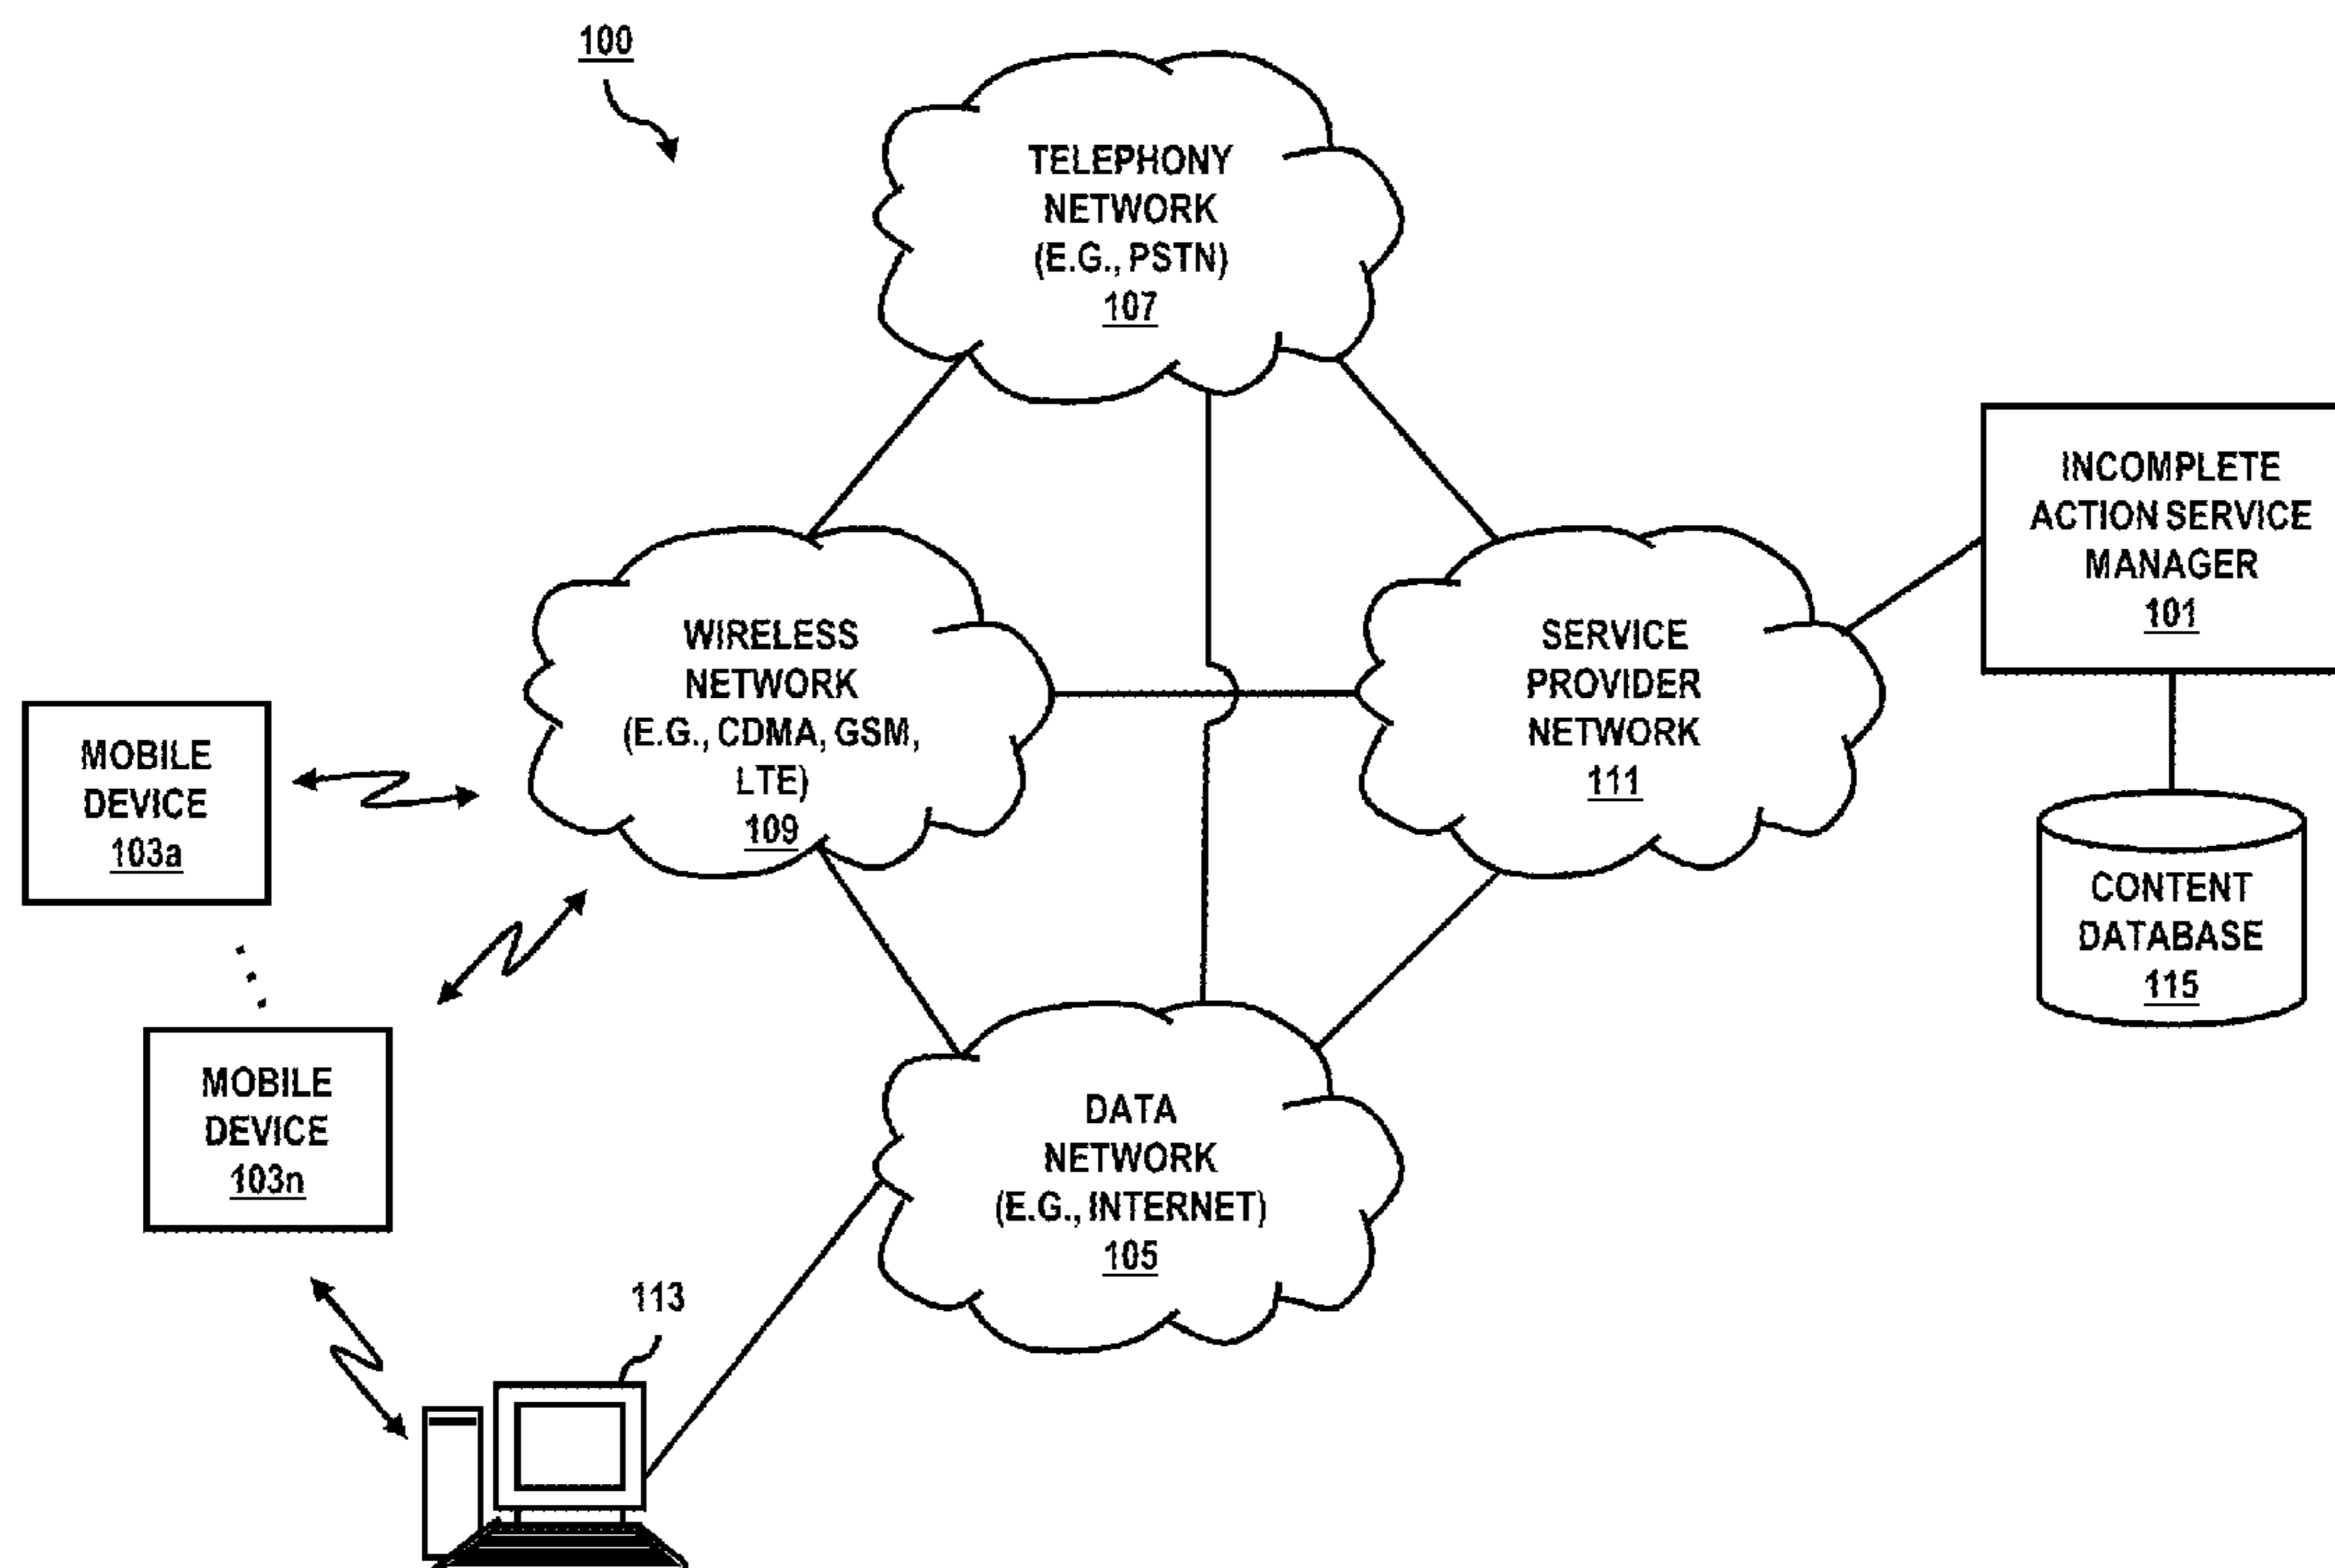 100
TELEPHONY
NETWORK
(E.G., PSTN)
107
INCOMPLETE
ACTION SERVICE
MANAGER
101
WIRELESS
NETWORK
(E.G., CDMA, GSM,
LTE)
109
SERVICE
PROVIDER
NETWORK
111
MOBILE
DEVICE
103a
CONTENT
DATABASE
115
MOBILE
DEVICE
103n
DATA
NETWORK
(E.G., INTERNET)
105
113